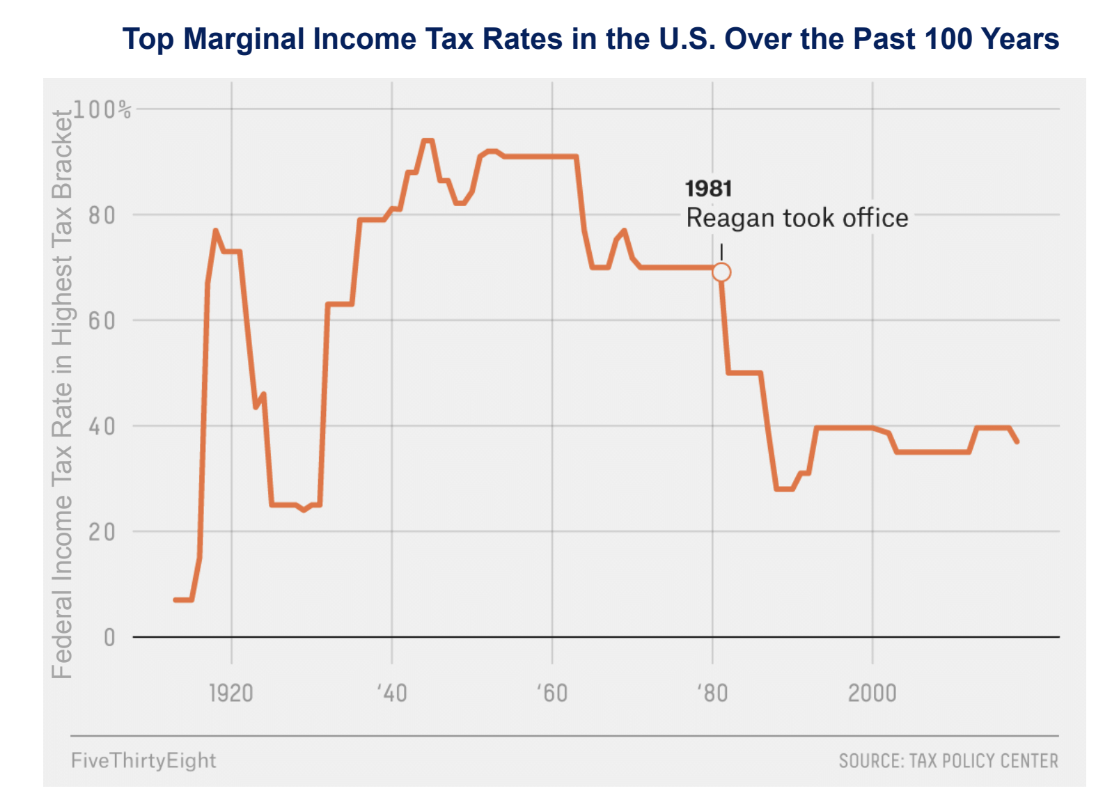 Top Marginal Income Tax Rates in the U.S. Over the Past 100 Years
Federal Income Tax Rate in Highest Tax Bracket
100%
80
60
40
20
0
1981
Reagan took office
1920
‘40
‘60
‘80
2000
FiveThirtyEight
SOURCE: TAX POLICY CENTER